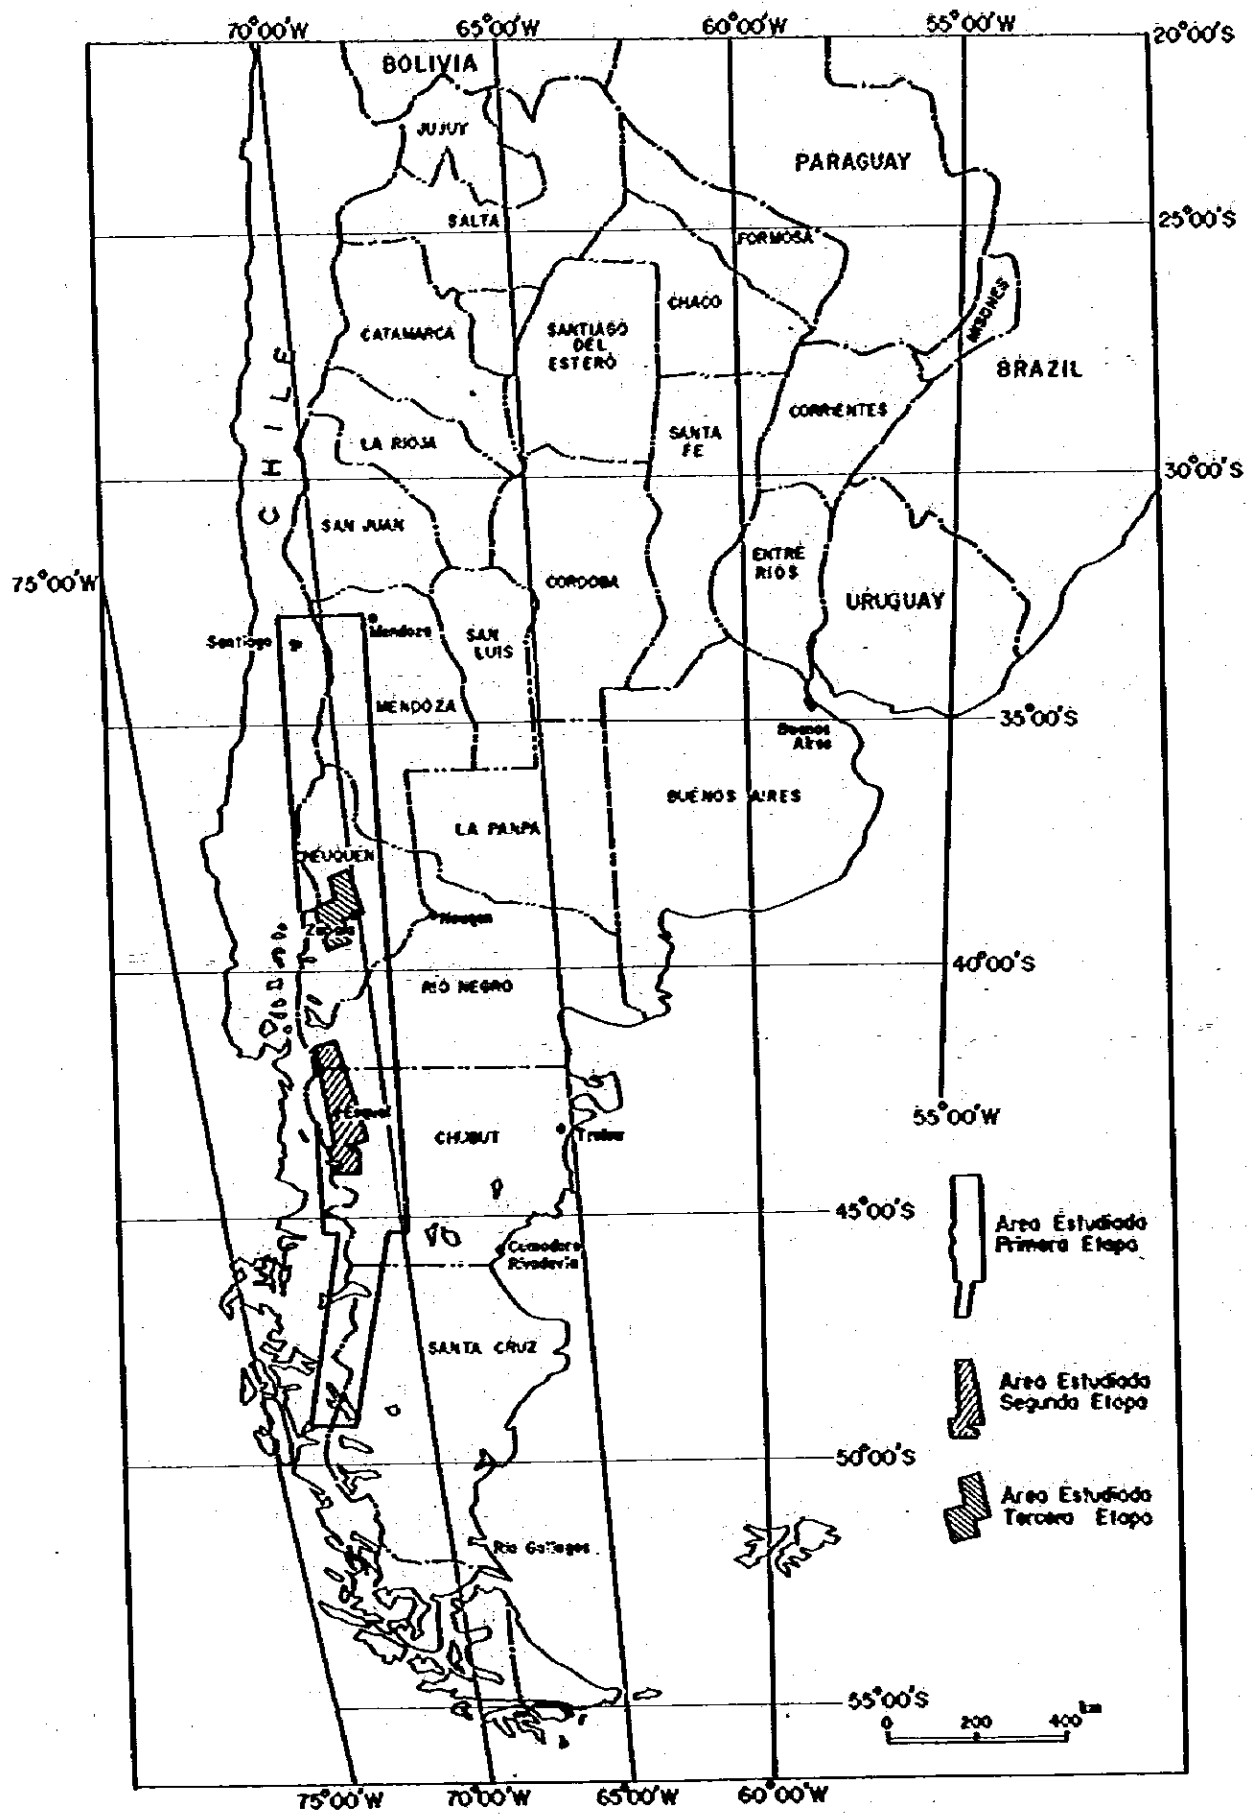 70°00'W
65°00'W
60°00'W
55°00'W
20°00'S
BOLIVIA
JUJUY
PARAGUAY
SALTA
25°00'S
FORMOSA
CHACO
MISIONES
CATAMARCA
SANTIAGO
DEL
ESTERO
BRAZIL
CHILE
CORRIENTES
LA RIOJA
SANTA
FE
30°00'S
SAN JUAN
ENTRE
RIOS
75°00'W
CORDOBA
URUGUAY
Santiago
Mendoza
SAN
LUIS
MENDOZA
35°00'S
Buenos
Aires
BUENOS AIRES
LA PANPA
NEUQUEN
Neuqen
Zapala
40°00'S
RIO NEGRO
Esquel
CHUBUT
Trelew
55°00'W
45°00'S
Area Estudiada
Primera Etapa
Comodoro
Rivadavia
SANTA CRUZ
Area Estudiada
Segunda Etapa
50°00'S
Area Estudiada
Tercera Etapa
Rio Gallegos
55°00'S
0 200 400 km
75°00'W
70°00'W
65°00'W
60°00'W